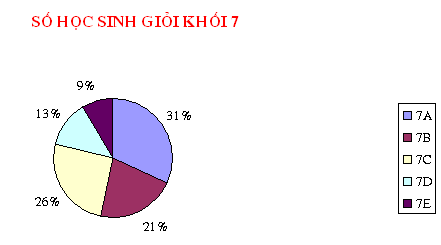 SỐ HỌC SINH GIỎI KHỐI 7
9%
31%
13%
26%
21%
7A
7B
7C
7D
7E